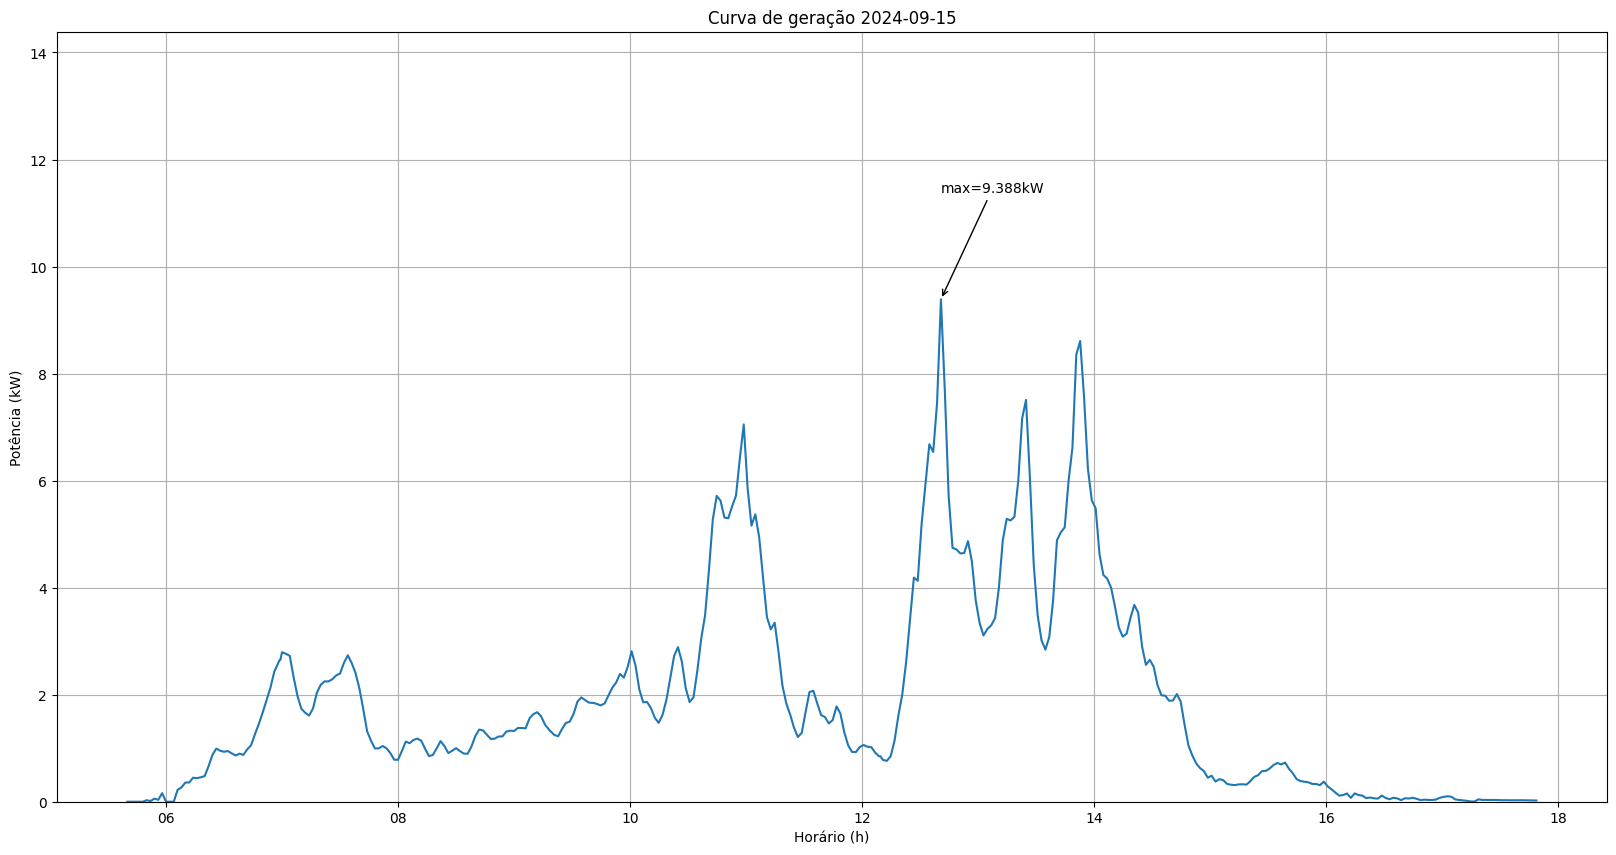 Curva de geração 2024-09-15
14
12
max=9.388kW
10
8
Potência (kW)
6
4
2
0
06 08 10 12 14 16 18
Horário (h)